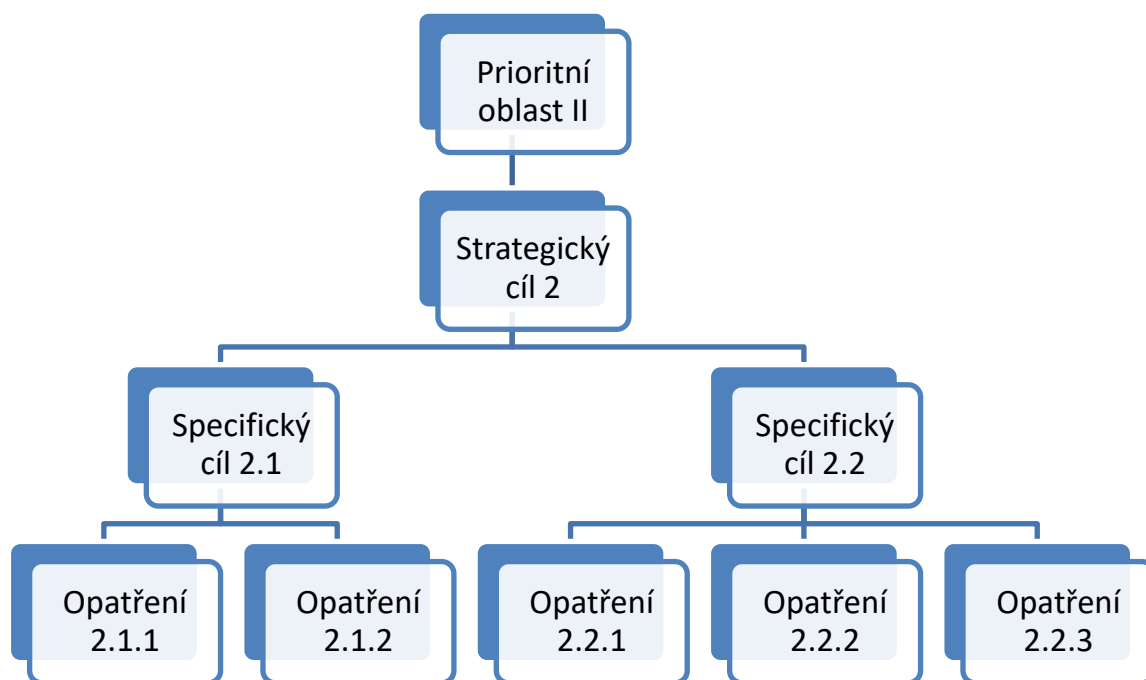 Prioritní
oblast II
Strategický
cíl 2
Specifický
cíl 2.1
Specifický
cíl 2.2
Opatření
2.1.1
Opatření
2.1.2
Opatření
2.2.1
Opatření
2.2.2
Opatření
2.2.3